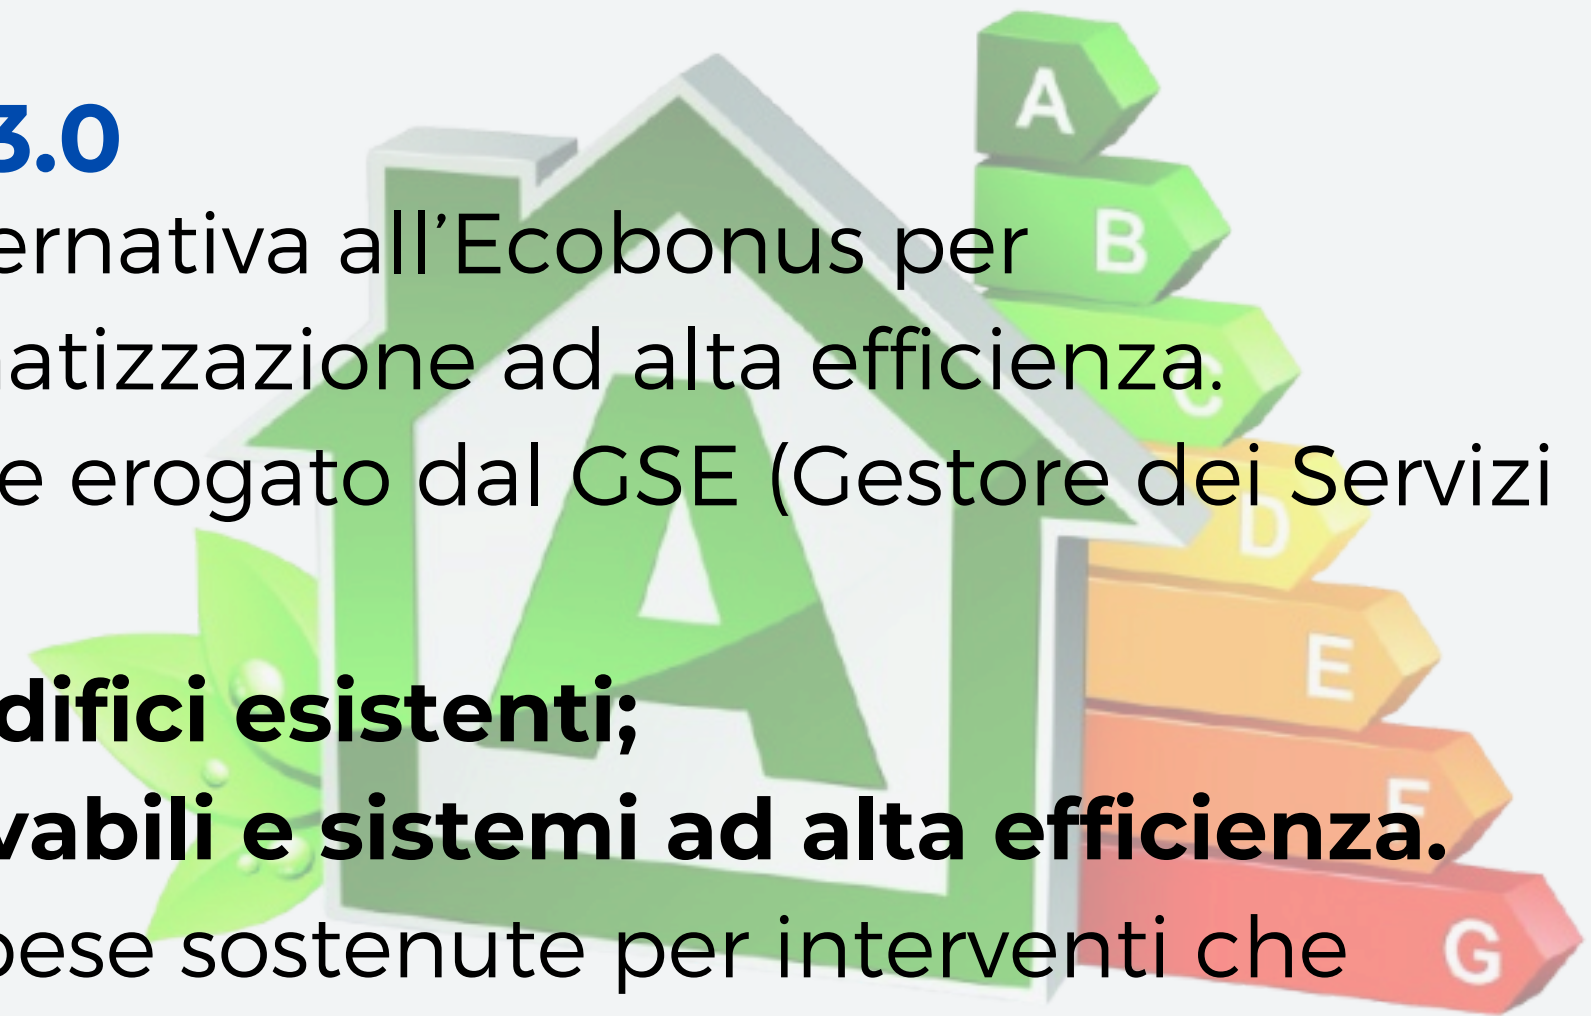 3.0
ernativa all’Ecobonus per
natizzazione ad alta efficienza.
e erogato dal GSE (Gestore dei Servizi
difici esistenti;
vabili e sistemi ad alta efficienza.
pese sostenute per interventi che
A
B
C
D
E
F
G
A